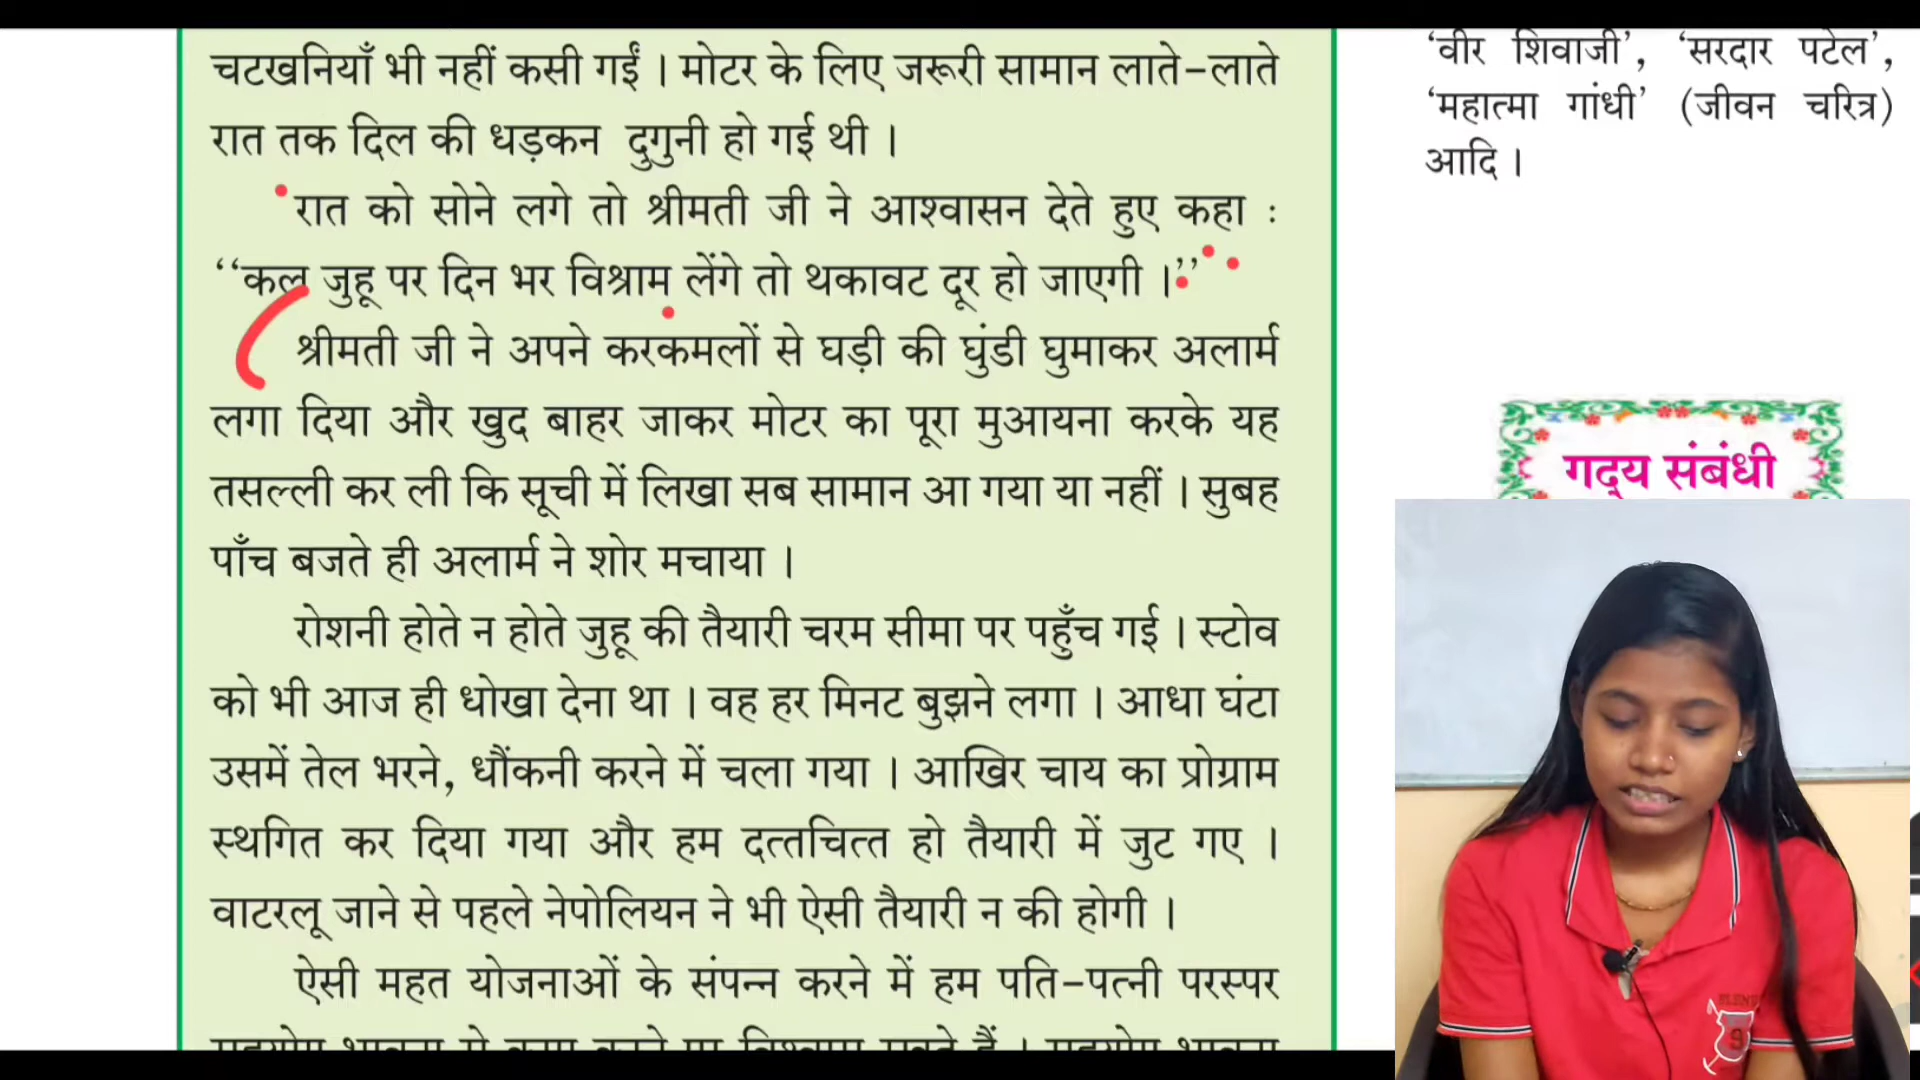 चटखनियाँ भी नहीं कसी गईं । मोटर के लिए जरूरी सामान लाते-लाते
रात तक दिल की धड़कन दुगुनी हो गई थी ।
रात को सोने लगे तो श्रीमती जी ने आश्वासन देते हुए कहा :
‘‘कल जुहू पर दिन भर विश्राम लेंगे तो थकावट दूर हो जाएगी ।’’
श्रीमती जी ने अपने करकमलों से घड़ी की घुंडी घुमाकर अलार्म
लगा दिया और खुद बाहर जाकर मोटर का पूरा मुआयना करके यह
तसल्ली कर ली कि सूची में लिखा सब सामान आ गया या नहीं । सुबह
पाँच बजते ही अलार्म ने शोर मचाया ।
रोशनी होते न होते जुहू की तैयारी चरम सीमा पर पहुँच गई । स्टोव
को भी आज ही धोखा देना था । वह हर मिनट बुझने लगा । आधा घंटा
उसमें तेल भरने, धौंकनी करने में चला गया । आखिर चाय का प्रोग्राम
स्थगित कर दिया गया और हम दत्तचित्त हो तैयारी में जुट गए ।
वाटरलू जाने से पहले नेपोलियन ने भी ऐसी तैयारी न की होगी ।
ऐसी महत योजनाओं के संपन्न करने में हम पति-पत्नी परस्पर
‘वीर शिवाजी’, ‘सरदार पटेल’,
‘महात्मा गांधी’ (जीवन चरित्र)
आदि ।
गद्य संबंधी